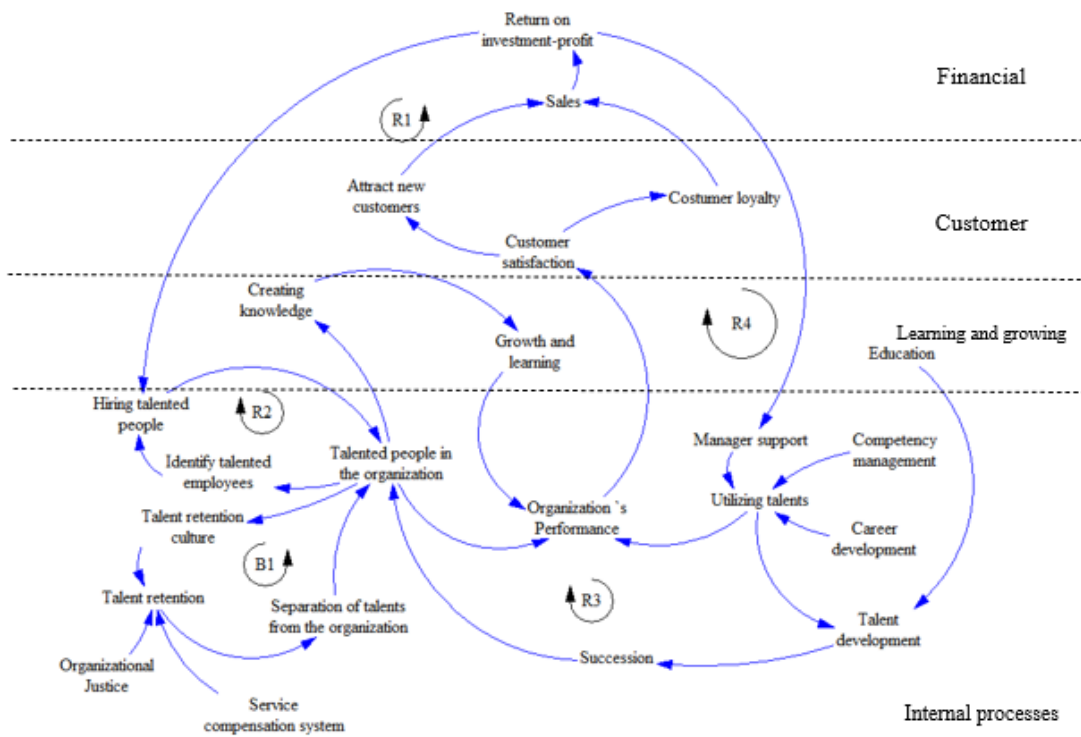 Return on
investment-profit
Financial
Sales
R1
Attract new
customers
Costumer loyalty
Customer
Customer
satisfaction
Creating
knowledge
R4
Growth and
learning
Learning and growing
Education
Hiring talented
people
R2
Identify talented
employees
Talented people in
the organization
Manager support
Competency
management
Utilizing talents
Talent retention
culture
Organization`s
Performance
Career
development
B1
Talent retention
Separation of talents
from the organization
R3
Talent
development
Succession
Organizational
Justice
Service
compensation system
Internal processes